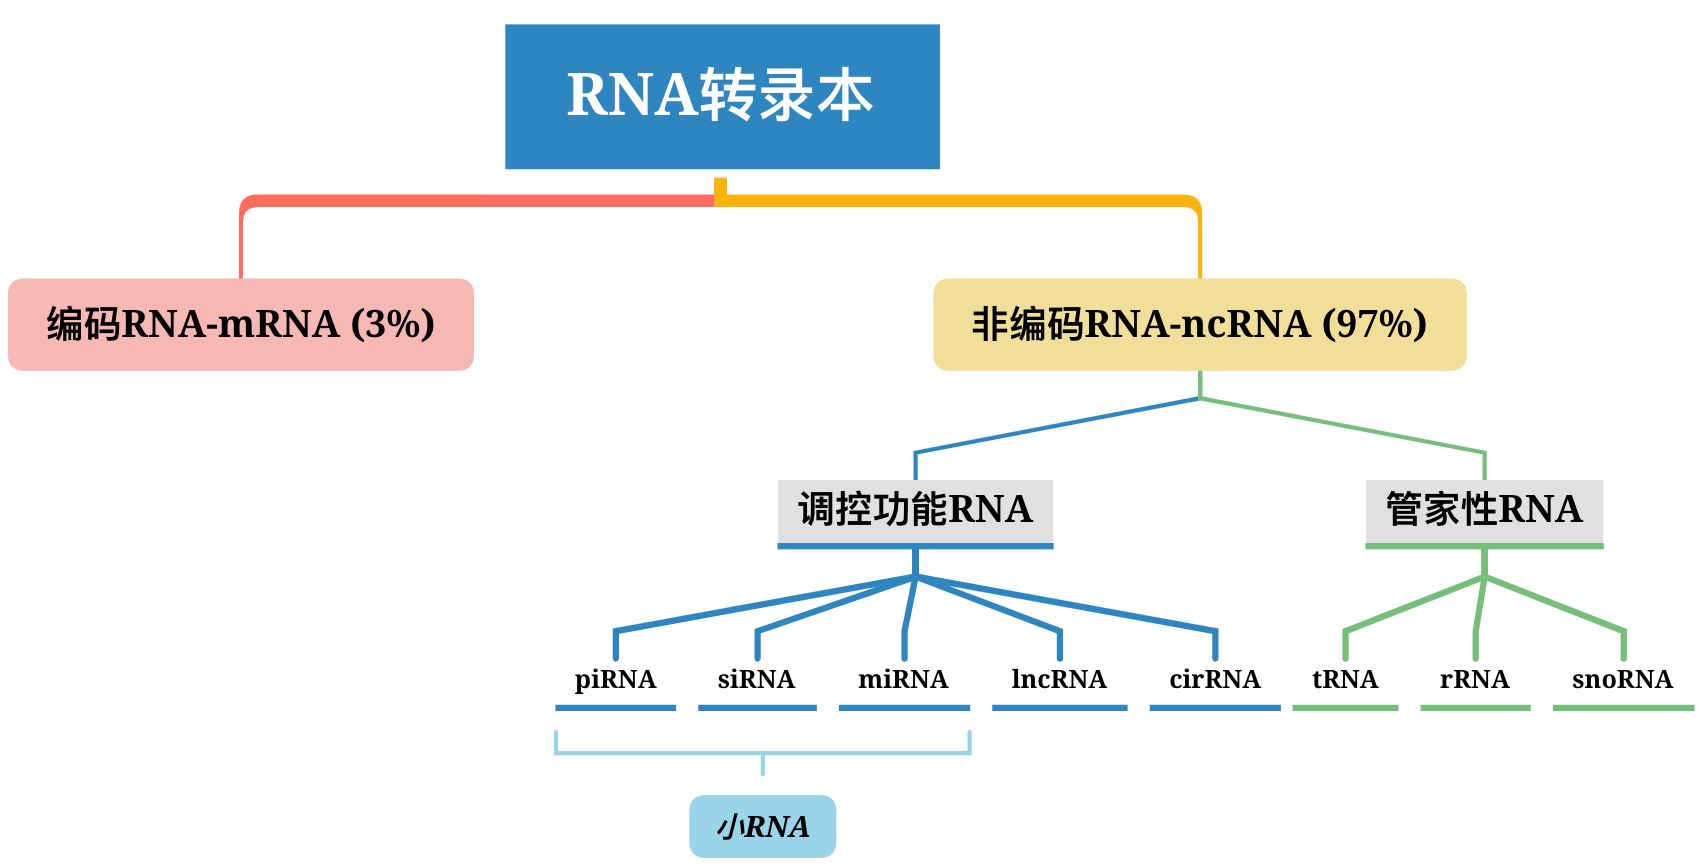 RNA转录本
编码RNA-mRNA (3%)
非编码RNA-ncRNA (97%)
调控功能RNA
管家性RNA
piRNA
siRNA
miRNA
lncRNA
cirRNA
tRNA
rRNA
snoRNA
小RNA